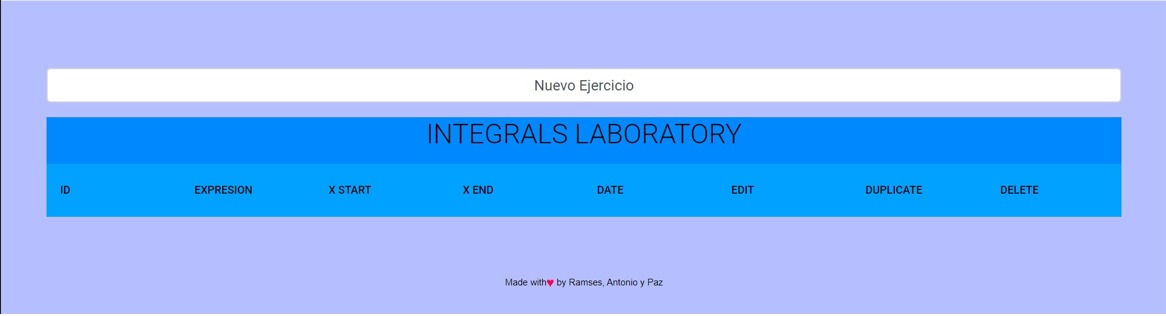 Nuevo Ejercicio
INTEGRALS LABORATORY
ID EXPRESION X START X END DATE EDIT DUPLICATE DELETE
Made with♥ by Ramses, Antonio y Paz